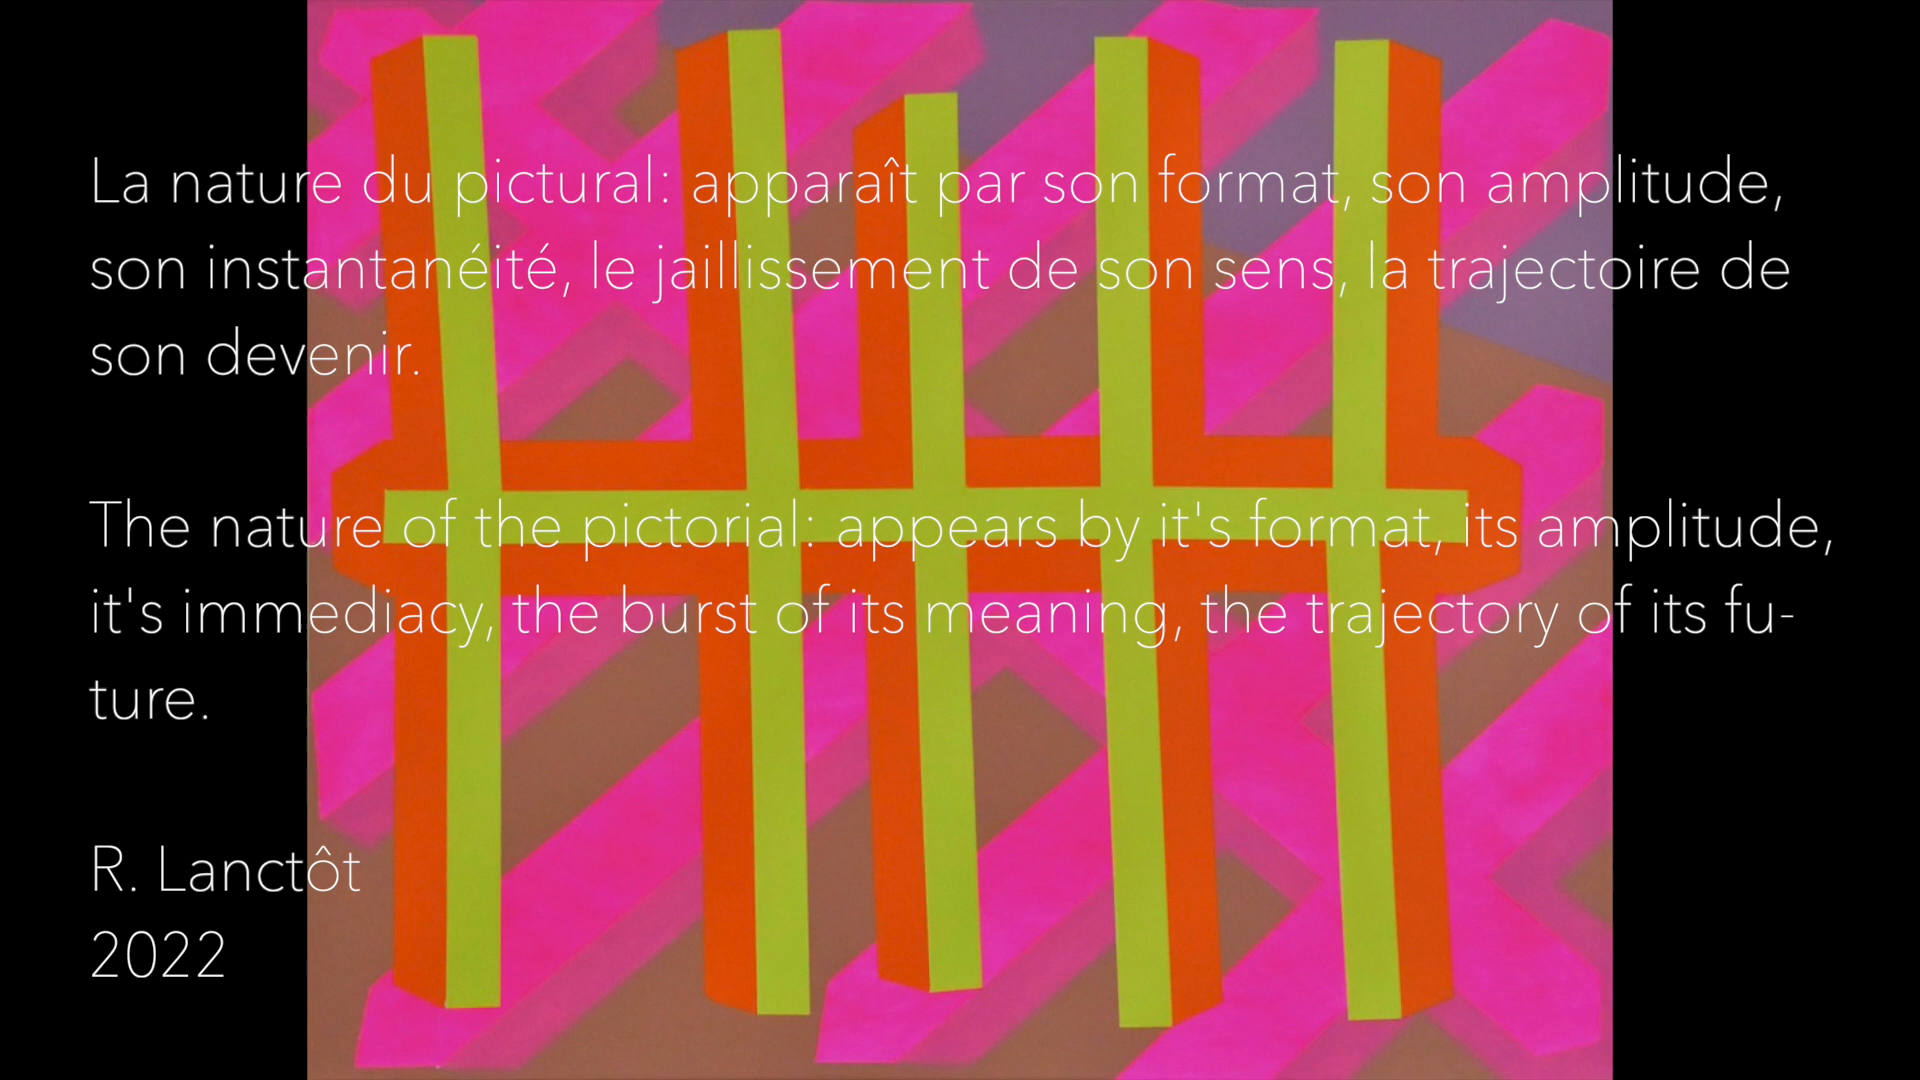 La nature du pictural: apparaît par son format, son amplitude,
son instantanéité, le jaillissement de son sens, la trajectoire de
son devenir.
The nature of the pictorial: appears by it's format, its amplitude,
it's immediacy, the burst of its meaning, the trajectory of its fu-
ture.
R. Lanctôt
2022